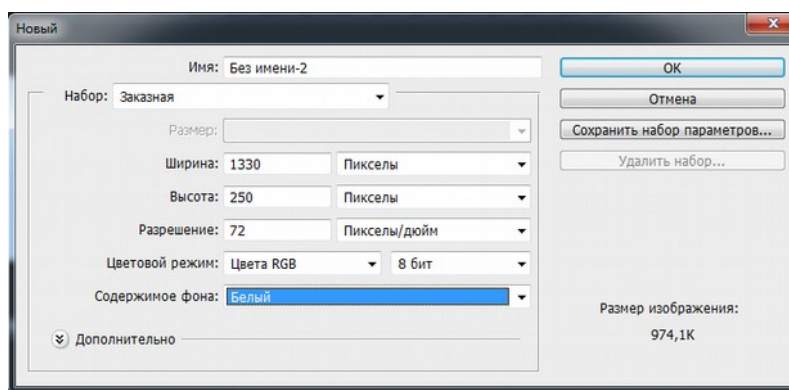 Новый
Имя: Без имени-2
OK
Набор: Заказная
Отмена
Размер:
Сохранить набор параметров...
Ширина: 1330 Пикселы
Удалить набор...
Высота: 250 Пикселы
Разрешение: 72 Пикселы/дюйм
Цветовой режим: Цвета RGB 8 бит
Содержимое фона: Белый
Размер изображения:
Дополнительно
974,1K